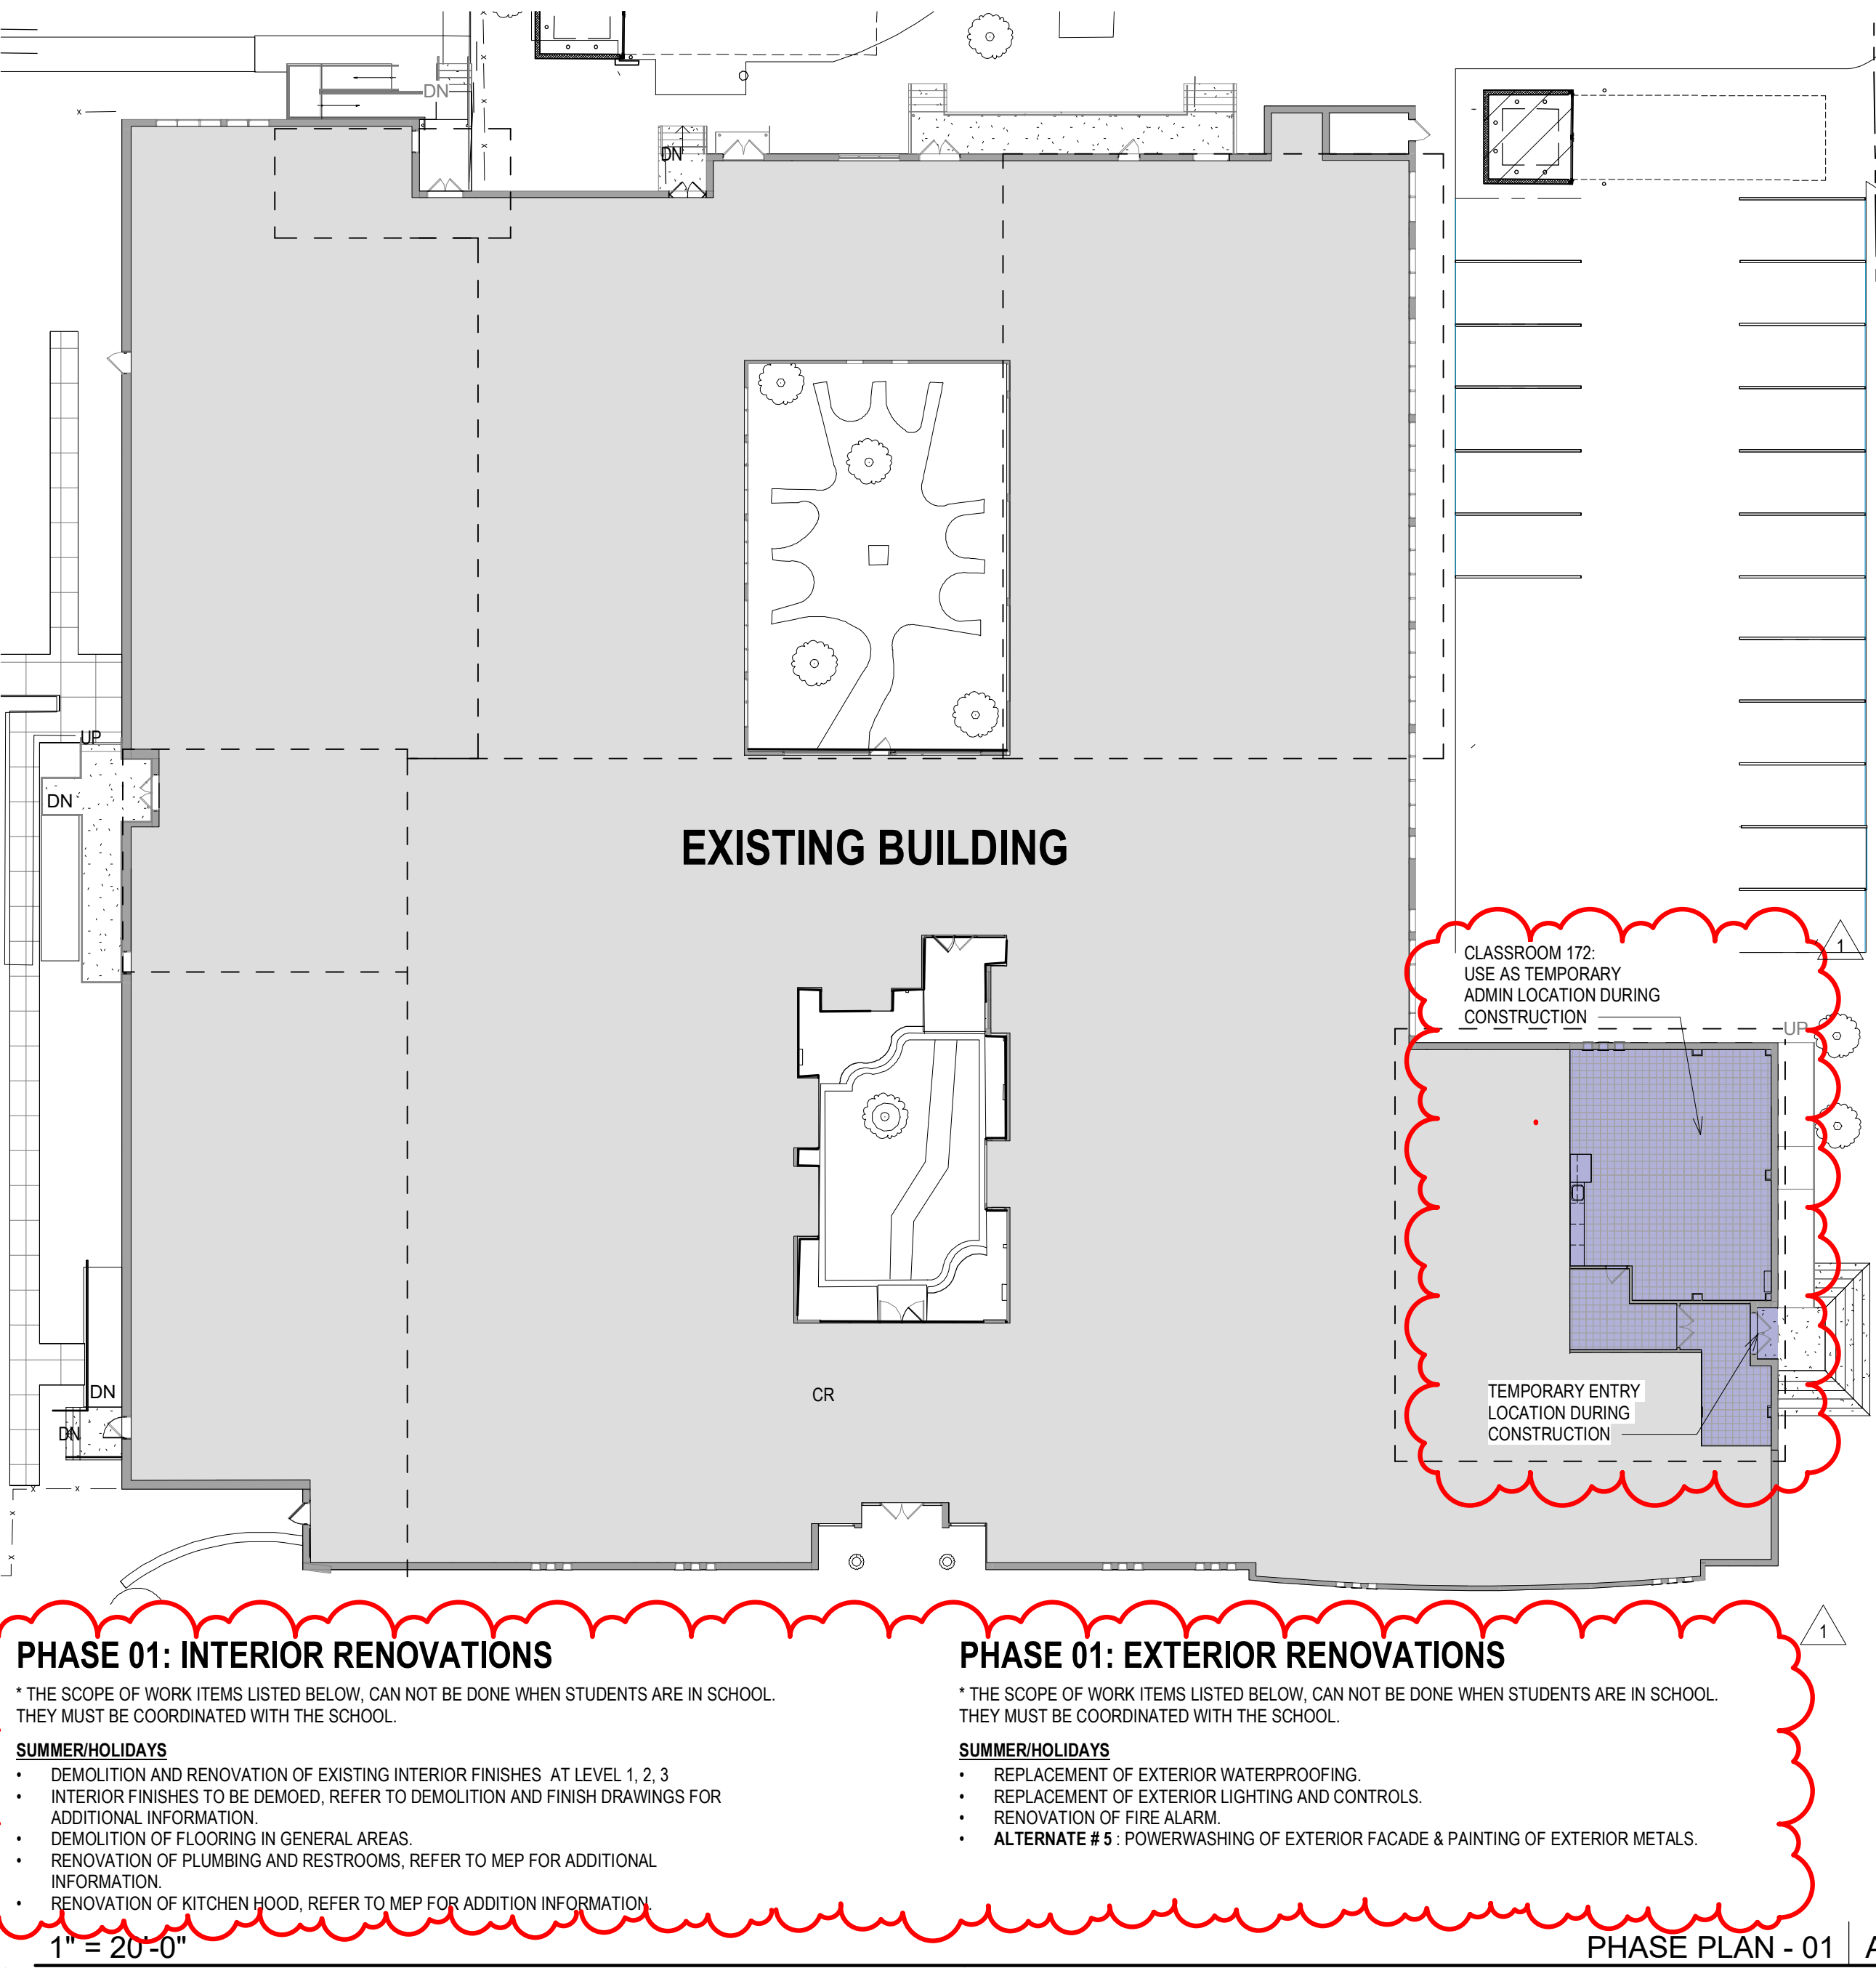 DN
DN
UP
DN
EXISTING BUILDING
1
CLASSROOM 172:
USE AS TEMPORARY
ADMIN LOCATION DURING
CONSTRUCTION
UP
TEMPORARY ENTRY
LOCATION DURING
CONSTRUCTION
CR
DN
DN
1
PHASE 01: INTERIOR RENOVATIONS
* THE SCOPE OF WORK ITEMS LISTED BELOW, CAN NOT BE DONE WHEN STUDENTS ARE IN SCHOOL.
THEY MUST BE COORDINATED WITH THE SCHOOL.
SUMMER/HOLIDAYS
• DEMOLITION AND RENOVATION OF EXISTING INTERIOR FINISHES AT LEVEL 1, 2, 3
• INTERIOR FINISHES TO BE DEMOED, REFER TO DEMOLITION AND FINISH DRAWINGS FOR
ADDITIONAL INFORMATION.
• DEMOLITION OF FLOORING IN GENERAL AREAS.
• RENOVATION OF PLUMBING AND RESTROOMS, REFER TO MEP FOR ADDITIONAL
INFORMATION.
• RENOVATION OF KITCHEN HOOD, REFER TO MEP FOR ADDITION INFORMATION.
PHASE 01: EXTERIOR RENOVATIONS
* THE SCOPE OF WORK ITEMS LISTED BELOW, CAN NOT BE DONE WHEN STUDENTS ARE IN SCHOOL.
THEY MUST BE COORDINATED WITH THE SCHOOL.
SUMMER/HOLIDAYS
• REPLACEMENT OF EXTERIOR WATERPROOFING.
• REPLACEMENT OF EXTERIOR LIGHTING AND CONTROLS.
• RENOVATION OF FIRE ALARM.
• ALTERNATE # 5 : POWERWASHING OF EXTERIOR FACADE & PAINTING OF EXTERIOR METALS.
1" = 20'-0"
PHASE PLAN - 01